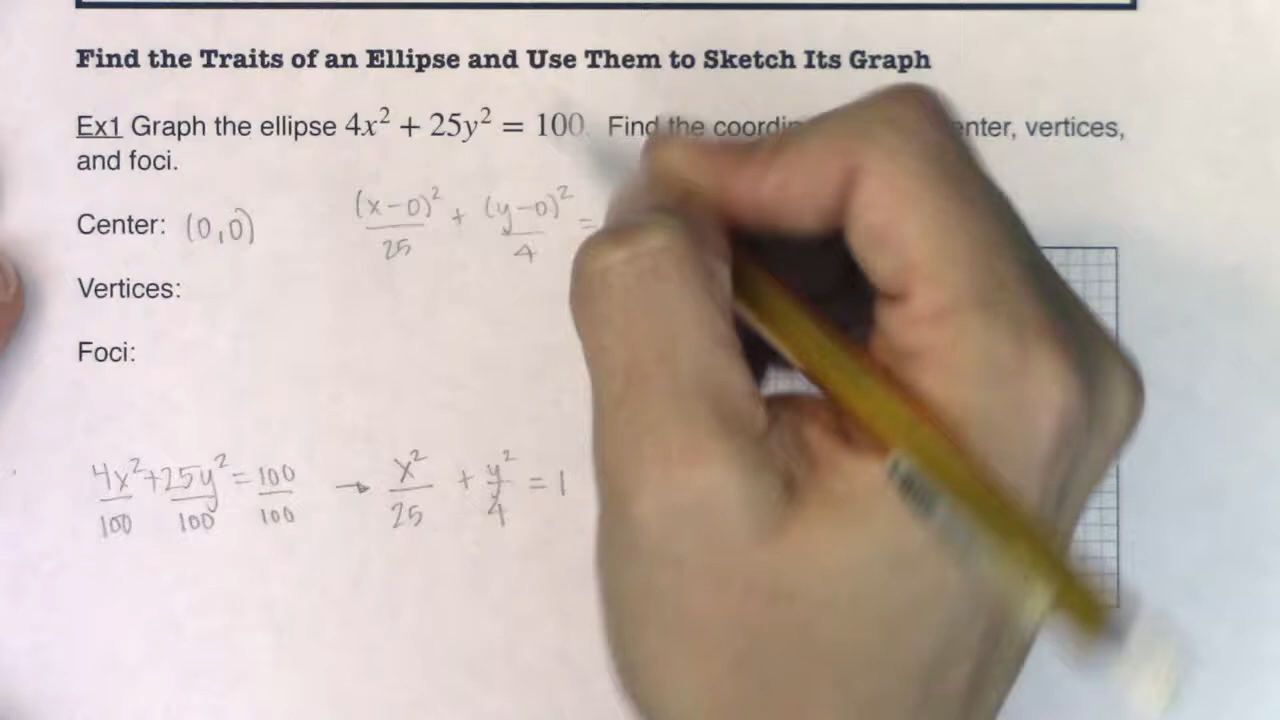 Find the Traits of an Ellipse and Use Them to Sketch Its Graph
Ex1 Graph the ellipse 4x² + 25y² = 100. Find the vertices,
and foci.
Center: (0,0) (x-0)²/25 + (y-0)²/4 =
Vertices:
Foci:
4x²/100 + 25y²/100 = 100/100 → x²/25 + y²/4 = 1